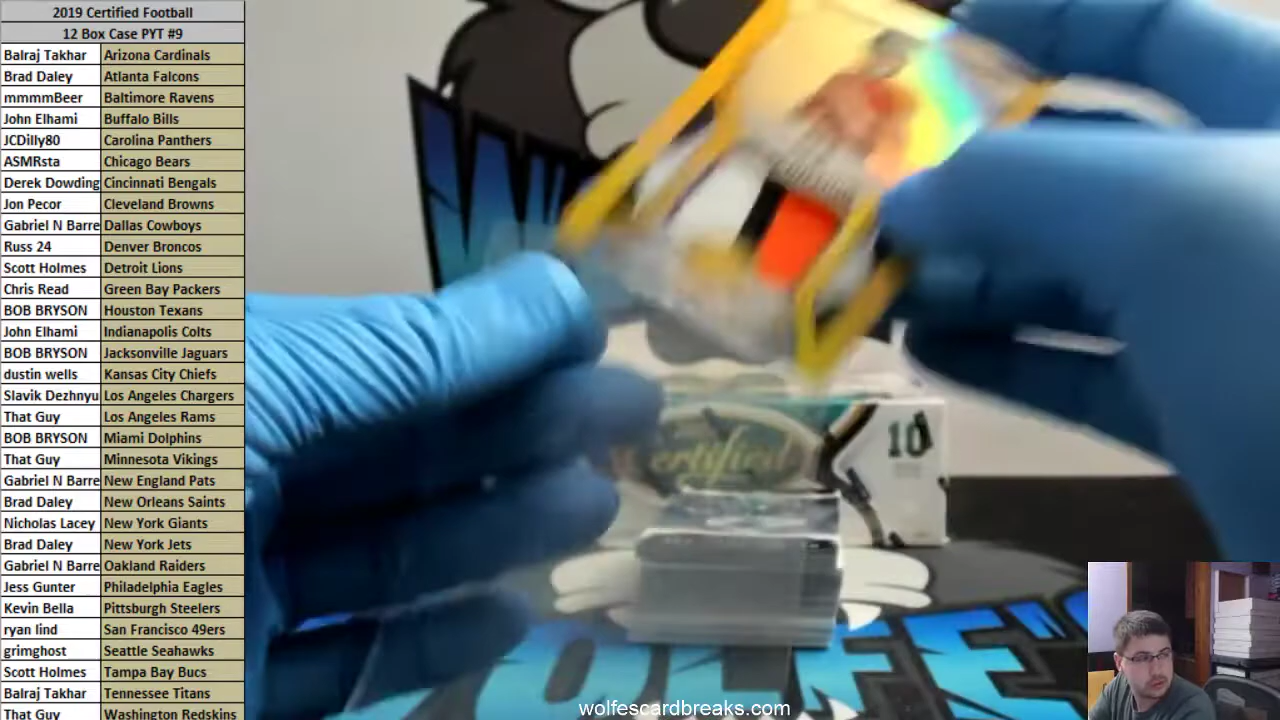 2019 Certified Football
12 Box Case PYT #9
Balraj Takhar Arizona Cardinals
Brad Daley Atlanta Falcons
mmmmBeer Baltimore Ravens
John Elhami Buffalo Bills
JCDilly80 Carolina Panthers
ASMRsta Chicago Bears
Derek Dowding Cincinnati Bengals
Jon Pecor Cleveland Browns
Gabriel N Barre Dallas Cowboys
Russ 24 Denver Broncos
Scott Holmes Detroit Lions
Chris Read Green Bay Packers
BOB BRYSON Houston Texans
John Elhami Indianapolis Colts
BOB BRYSON Jacksonville Jaguars
dustin wells Kansas City Chiefs
Slavik Dezhnyu Los Angeles Chargers
That Guy Los Angeles Rams
BOB BRYSON Miami Dolphins
That Guy Minnesota Vikings
Gabriel N Barre New England Pats
Brad Daley New Orleans Saints
Nicholas Lacey New York Giants
Brad Daley New York Jets
Gabriel N Barre Oakland Raiders
Jess Gunter Philadelphia Eagles
Kevin Bella Pittsburgh Steelers
ryan lind San Francisco 49ers
grimghost Seattle Seahawks
Scott Holmes Tampa Bay Bucs
Balraj Takhar Tennessee Titans
That Guy Washington Redskins
Certified
10
WOLFE'
wolfescardbreaks.com